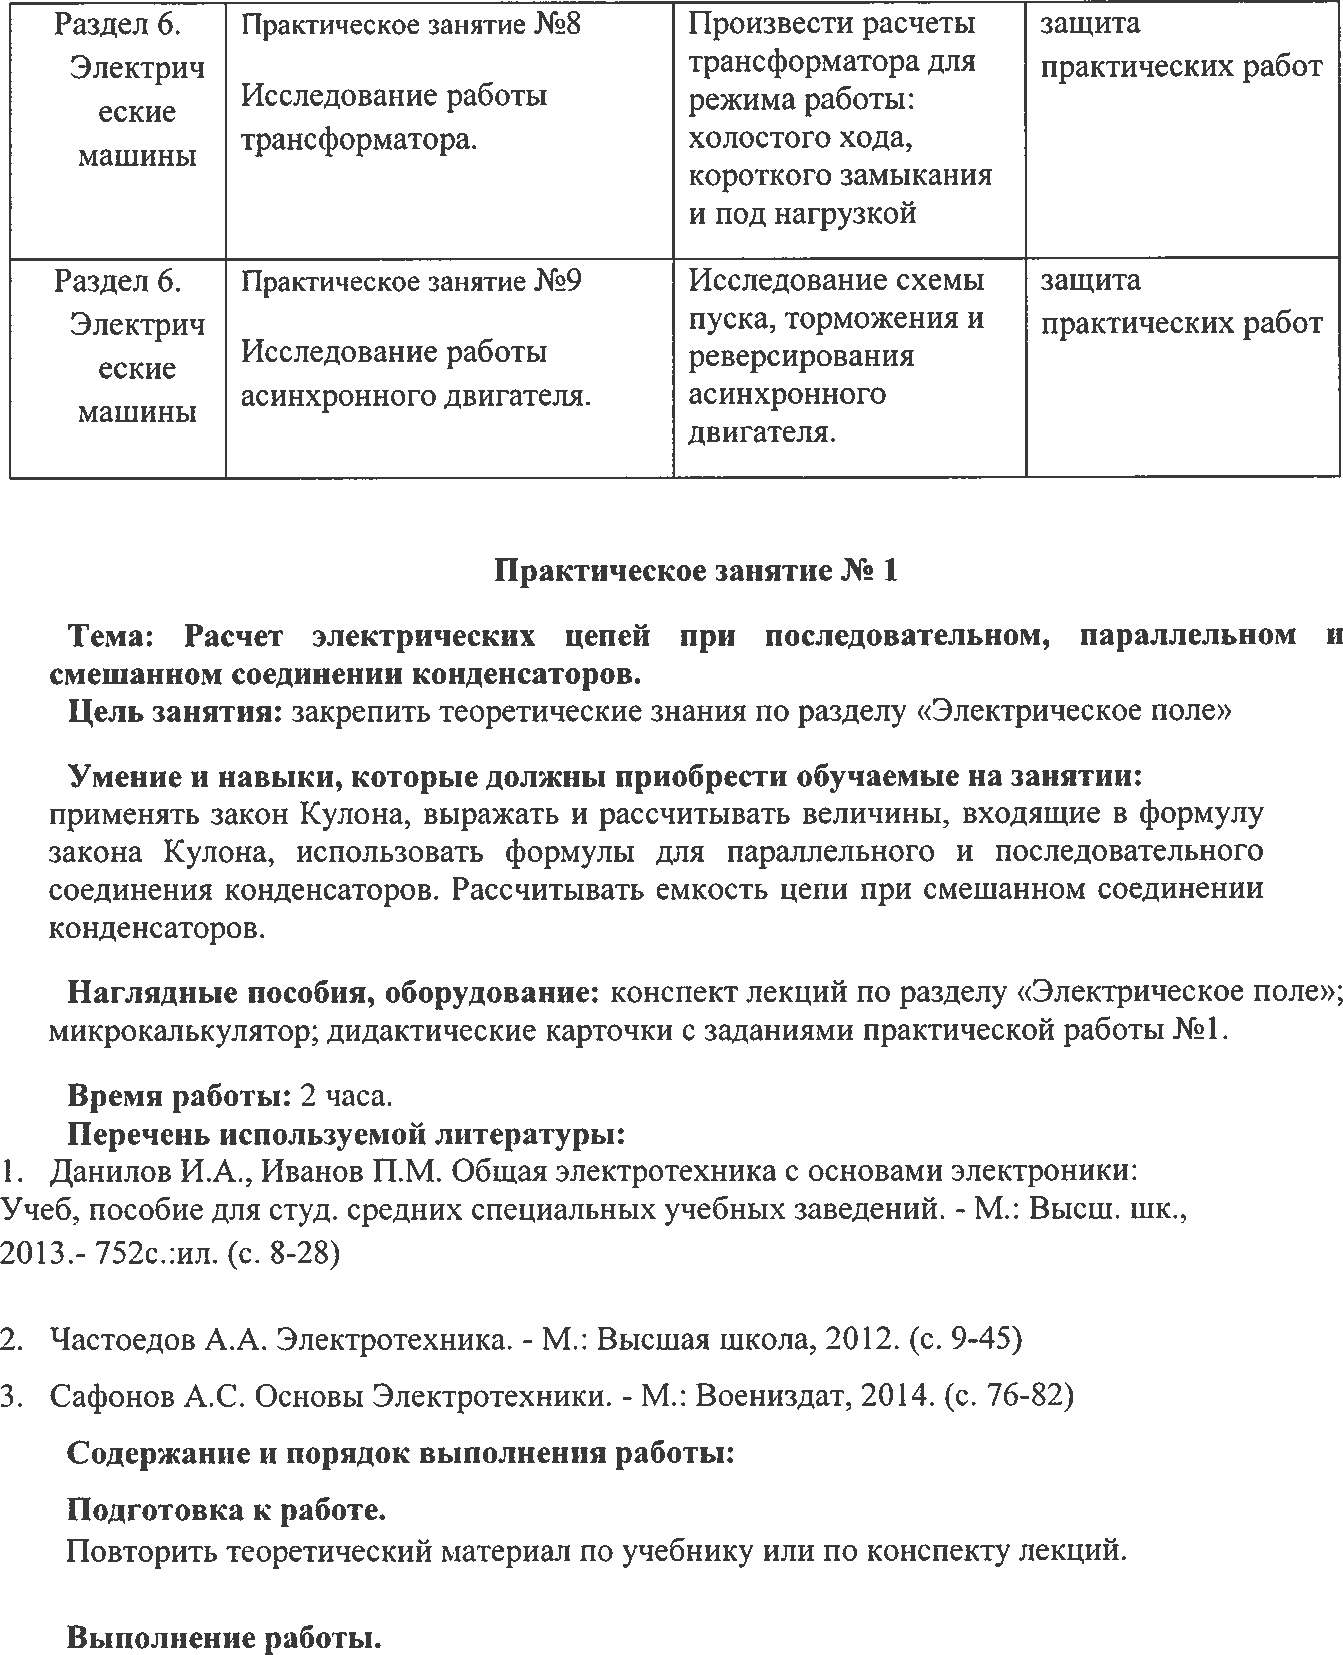 Раздел 6.
Электрич
еские
машины
Практическое занятие №8
Исследование работы
трансформатора.
Произвести расчеты
трансформатора для
режима работы:
холостого хода,
короткого замыкания
и под нагрузкой
защита
практических работ
Раздел 6.
Электрич
еские
машины
Практическое занятие №9
Исследование работы
асинхронного двигателя.
Исследование схемы
пуска, торможения и
реверсирования
асинхронного
двигателя.
защита
практических работ
Практическое занятие № 1
Тема: Расчет электрических цепей при последовательном, параллельном и
смешанном соединении конденсаторов.
Цель занятия: закрепить теоретические знания по разделу «Электрическое поле»
Умение и навыки, которые должны приобрести обучаемые на занятии:
применять закон Кулона, выражать и рассчитывать величины, входящие в формулу
закона Кулона, использовать формулы для параллельного и последовательного
соединения конденсаторов. Рассчитывать емкость цепи при смешанном соединении
конденсаторов.
Наглядные пособия, оборудование: конспект лекций по разделу «Электрическое поле»;
микрокалькулятор; дидактические карточки с заданиями практической работы №1.
Время работы: 2 часа.
Перечень используемой литературы:
1. Данилов И.А., Иванов П.М. Общая электротехника с основами электроники:
Учеб, пособие для студ. средних специальных учебных заведений. - М.: Высш. шк.,
2013.- 752с.:ил. (с. 8-28)
2. Частоедов А.А. Электротехника. - М.: Высшая школа, 2012. (с. 9-45)
3. Сафонов А.С. Основы Электротехники. - М.: Воениздат, 2014. (с. 76-82)
Содержание и порядок выполнения работы:
Подготовка к работе.
Повторить теоретический материал по учебнику или по конспекту лекций.
Выполнение работы.